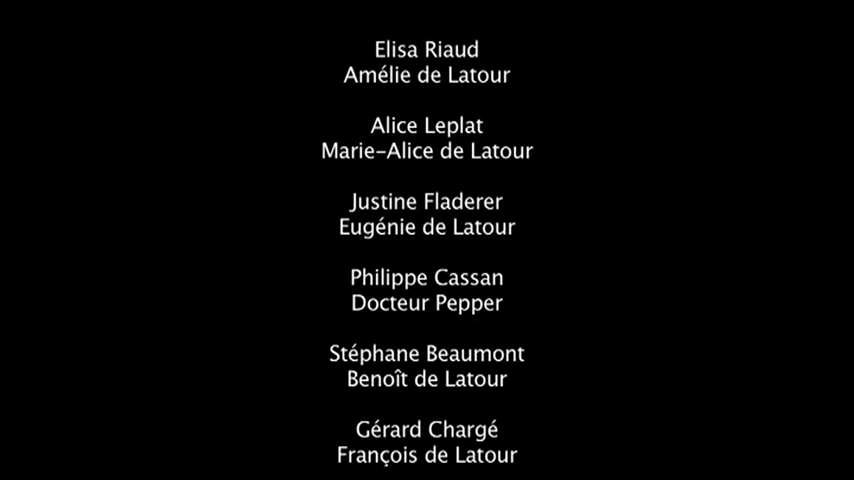 Elisa Riaud
Amélie de Latour
Alice Leplat
Marie-Alice de Latour
Justine Fladerer
Eugénie de Latour
Philippe Cassan
Docteur Pepper
Stéphane Beaumont
Benoît de Latour
Gérard Chargé
François de Latour